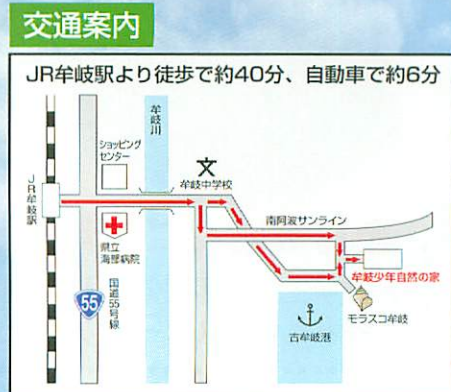 交通案内
JR牟岐駅より徒歩で約40分、自動車で約6分
JR牟岐駅
ショッピング
センター
牟岐川
文
牟岐中学校
南阿波サンライン
県立
海部病院
国道55号線
55
牟岐少年自然の家
モラスコ牟岐
古牟岐港